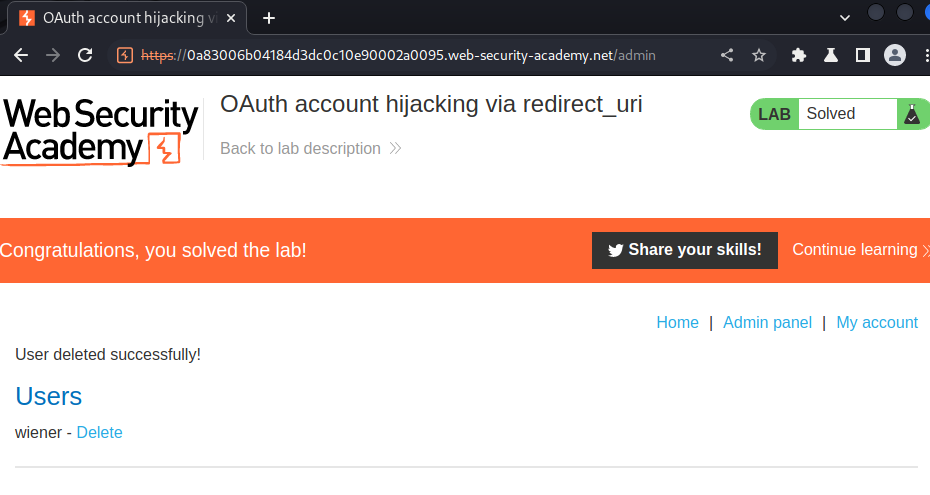 OAuth account hijacking vi
https://0a83006b04184d3dc0c10e90002a0095.web-security-academy.net/admin
Web Security
Academy
OAuth account hijacking via redirect_uri
Back to lab description
LAB Solved
Congratulations, you solved the lab!
Share your skills!
Continue learning
Home | Admin panel | My account
User deleted successfully!
Users
wiener - Delete